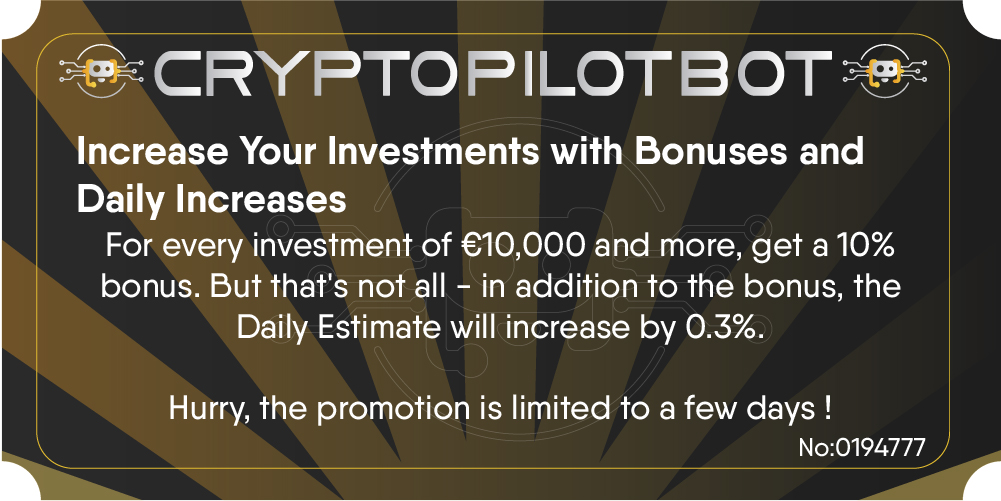 CRYPTOPILOTBOT
Increase Your Investments with Bonuses and
Daily Increases
For every investment of €10,000 and more, get a 10%
bonus. But that's not all - in addition to the bonus, the
Daily Estimate will increase by 0.3%.
Hurry, the promotion is limited to a few days !
No:0194777